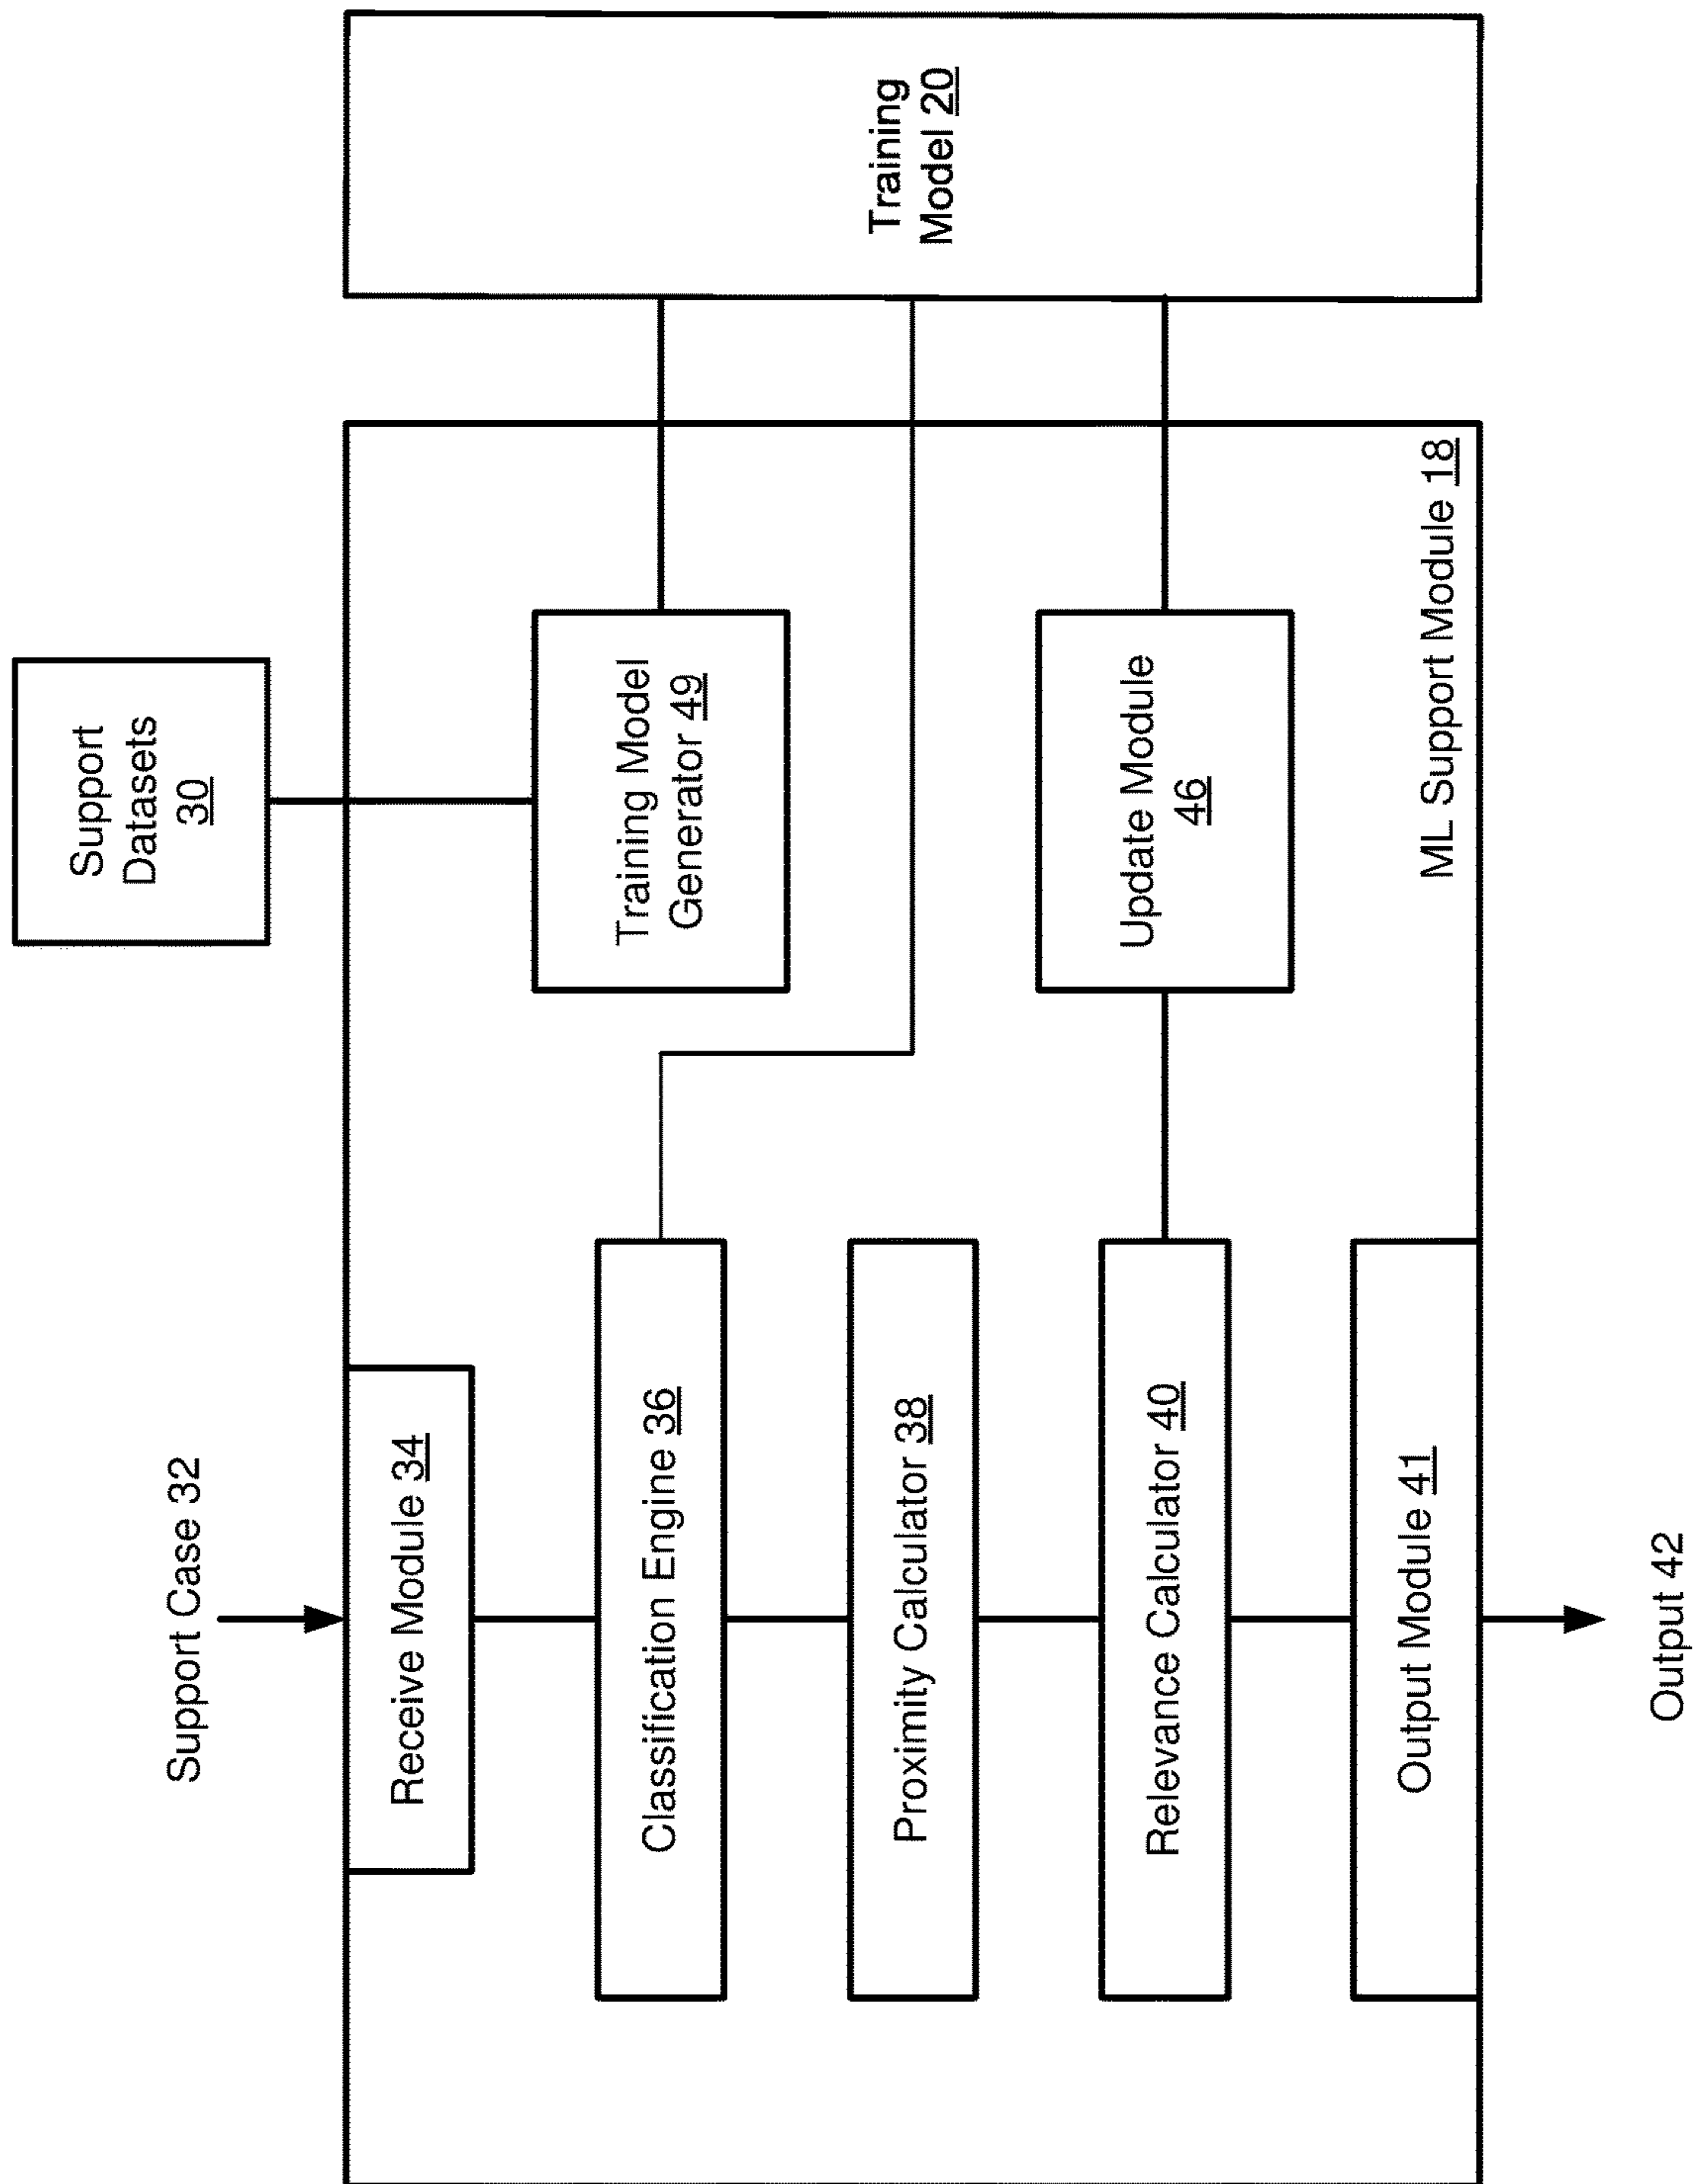 Support Case 32
Receive Module 34
Classification Engine 36
Proximity Calculator 38
Relevance Calculator 40
Output Module 41
Output 42
Support
Datasets
30
Training Model
Generator 49
Update Module
46
ML Support Module 18
Training
Model 20